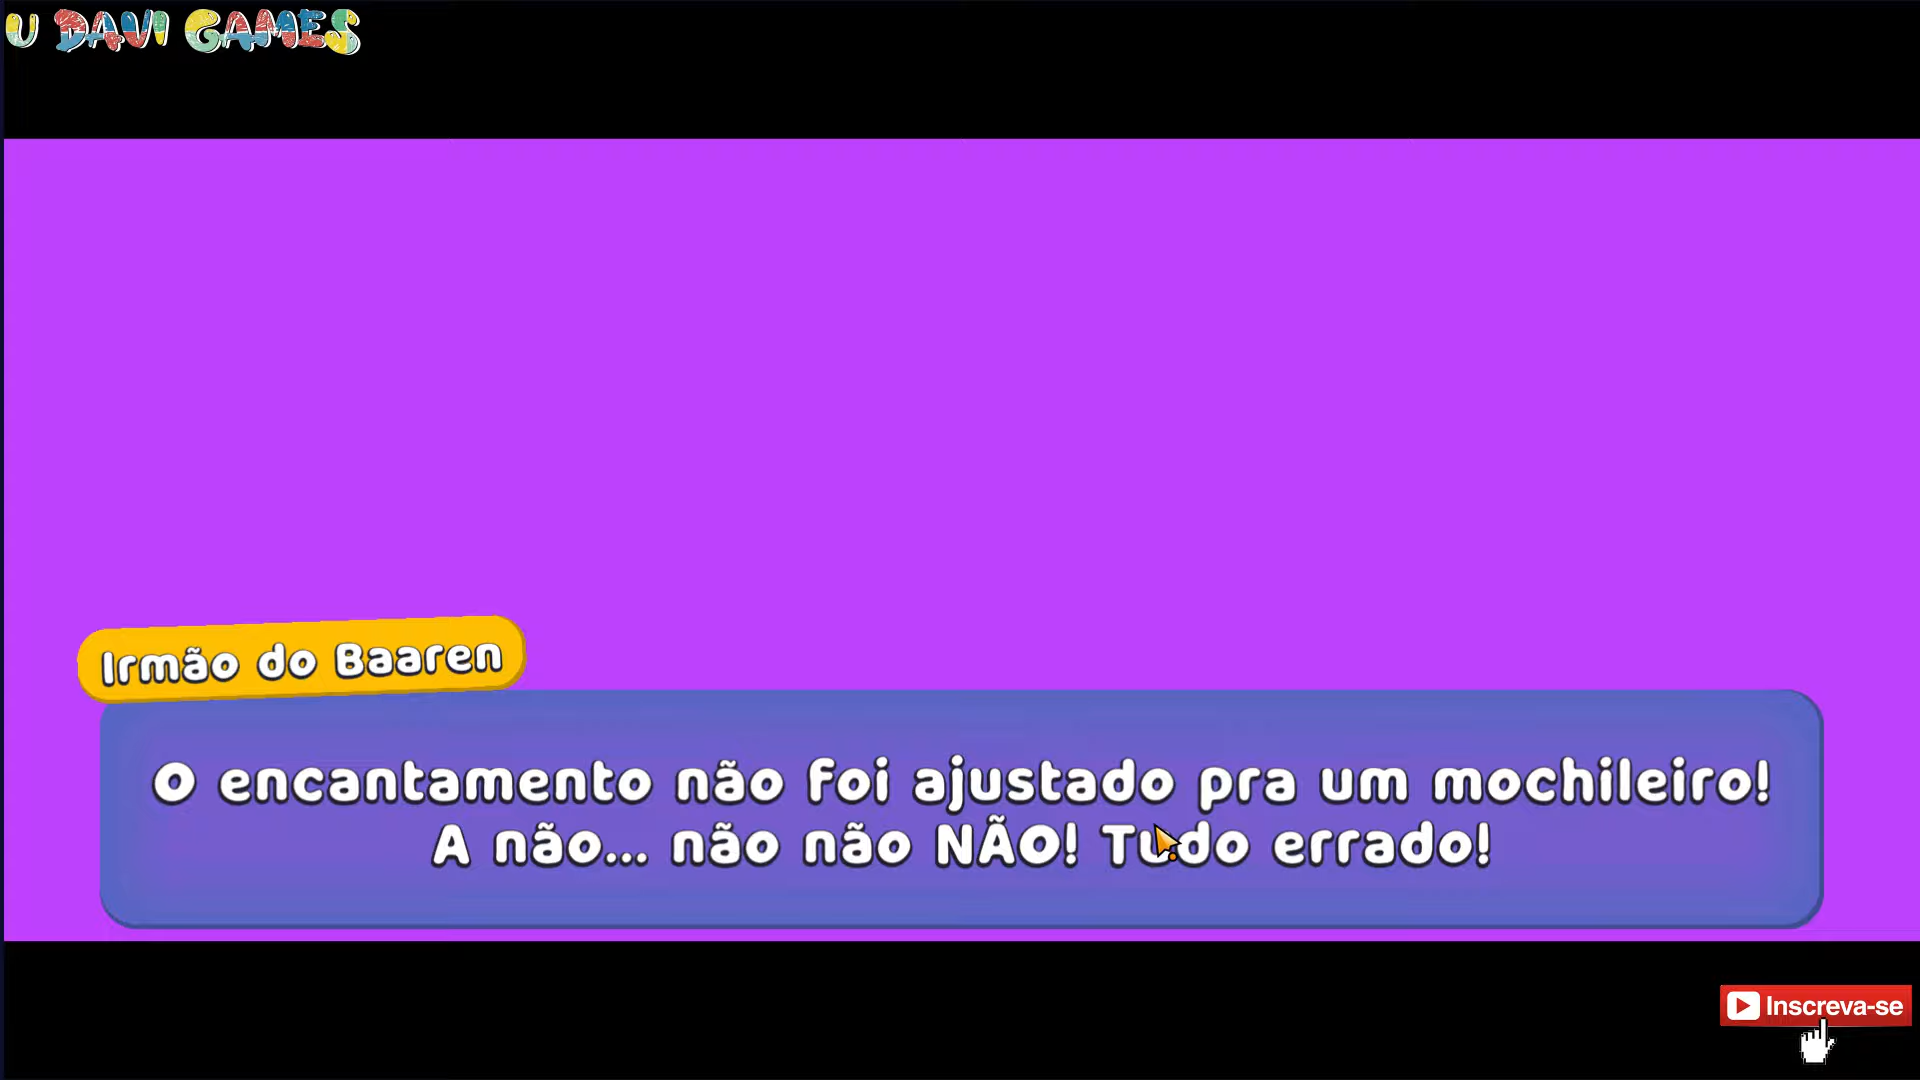 U DAVI GAMES
Irmão do Baaren
O encantamento não foi ajustado pra um mochileiro!
A não... não não NÃO! Tudo errado!
Inscreva-se